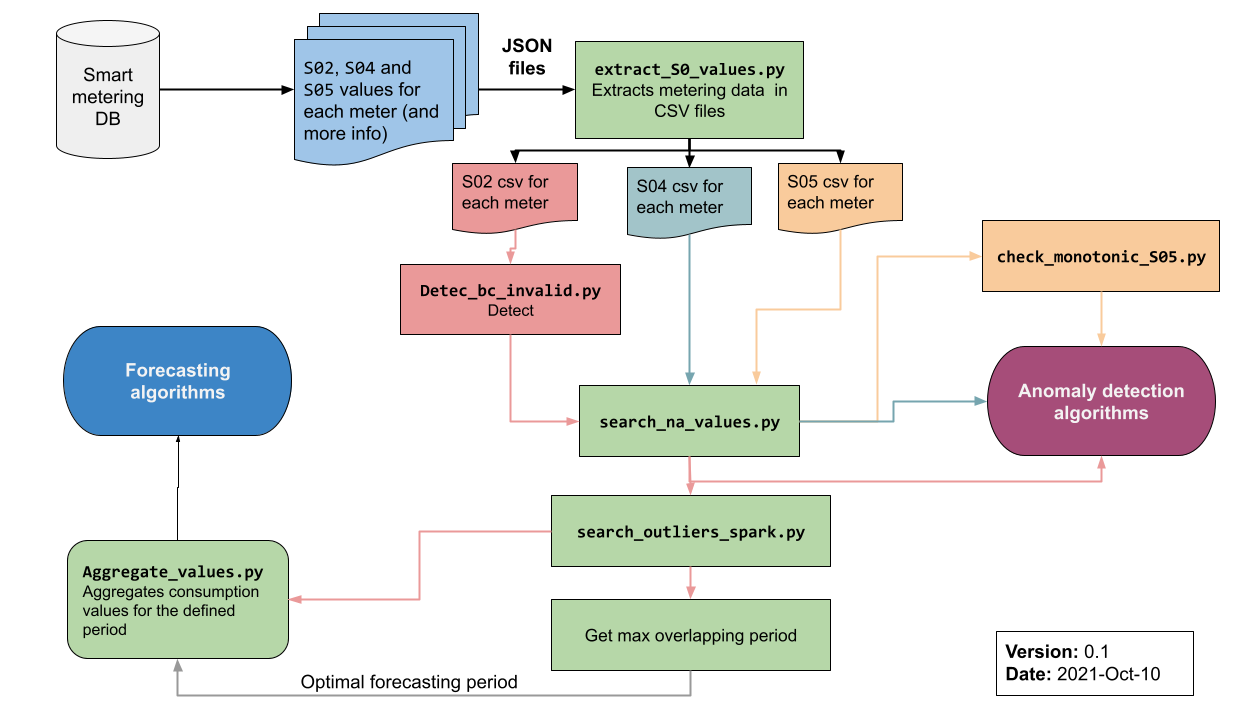 Smart
metering
DB
S02, S04 and
S05 values for
each meter (and
more info)
JSON
files
extract_S0_values.py
Extracts metering data in
CSV files
S02 csv for
each meter
S04 csv for
each meter
S05 csv for
each meter
check_monotonic_S05.py
Detec_bc_invalid.py
Detect
Forecasting
algorithms
Anomaly detection
algorithms
search_na_values.py
search_outliers_spark.py
Aggregate_values.py
Aggregates consumption
values for the defined
period
Get max overlapping period
Optimal forecasting period
Version: 0.1
Date: 2021-Oct-10